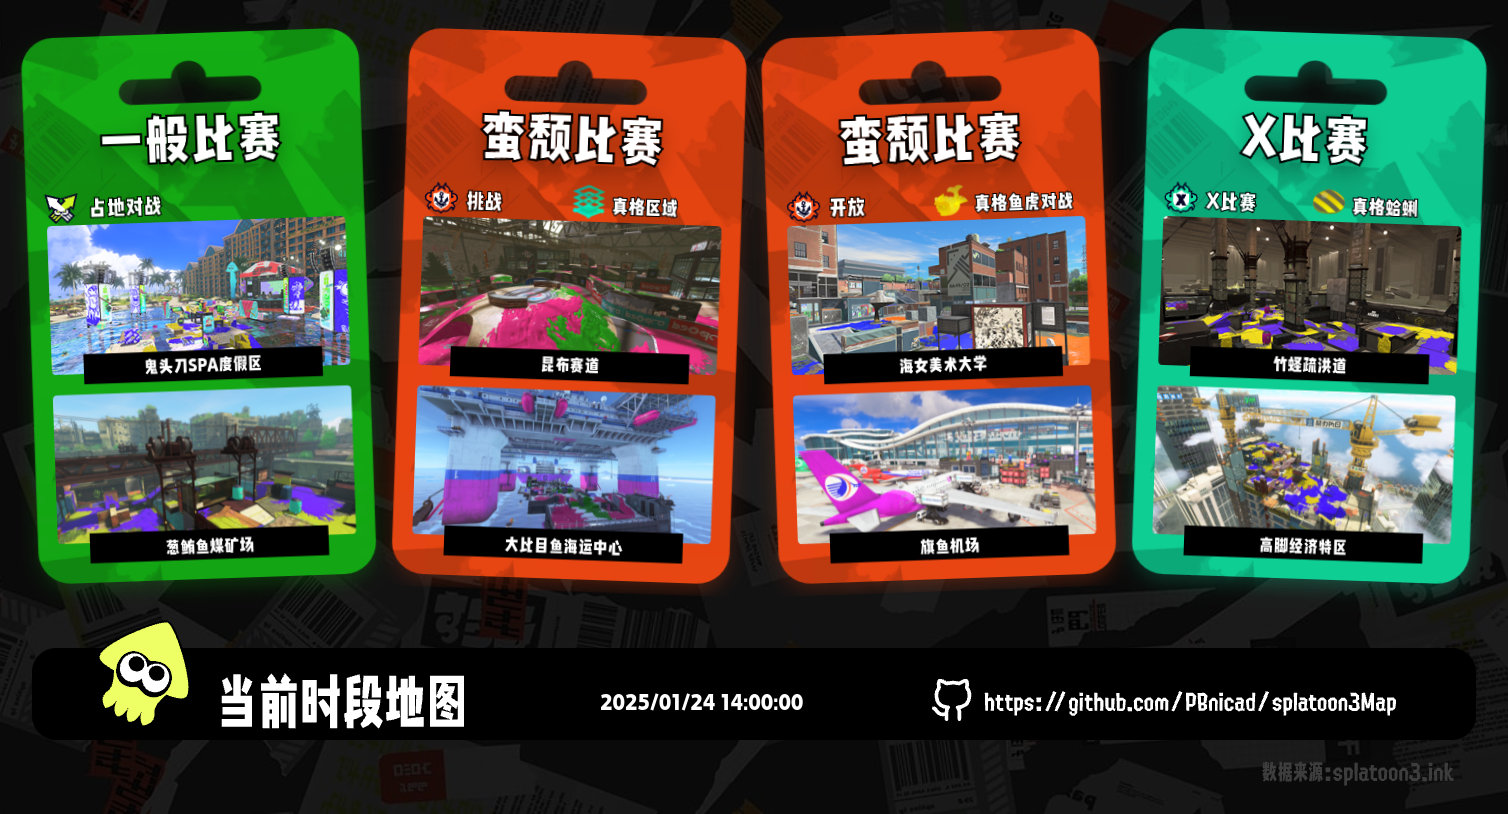 一般比赛
占地对战
鬼头刀SPA度假区
葱鲔鱼煤矿场
蛮颓比赛
挑战
真格区域
昆布赛道
大比目鱼海运中心
蛮颓比赛
开放
真格鱼虎对战
海女美术大学
旗鱼机场
X比赛
X比赛
真格蛤蜊
竹蛏疏洪道
高脚经济特区
当前时段地图
2025/01/24 14:00:00
https://github.com/PBnicad/splatoon3Map
数据来源:splatoon3.ink